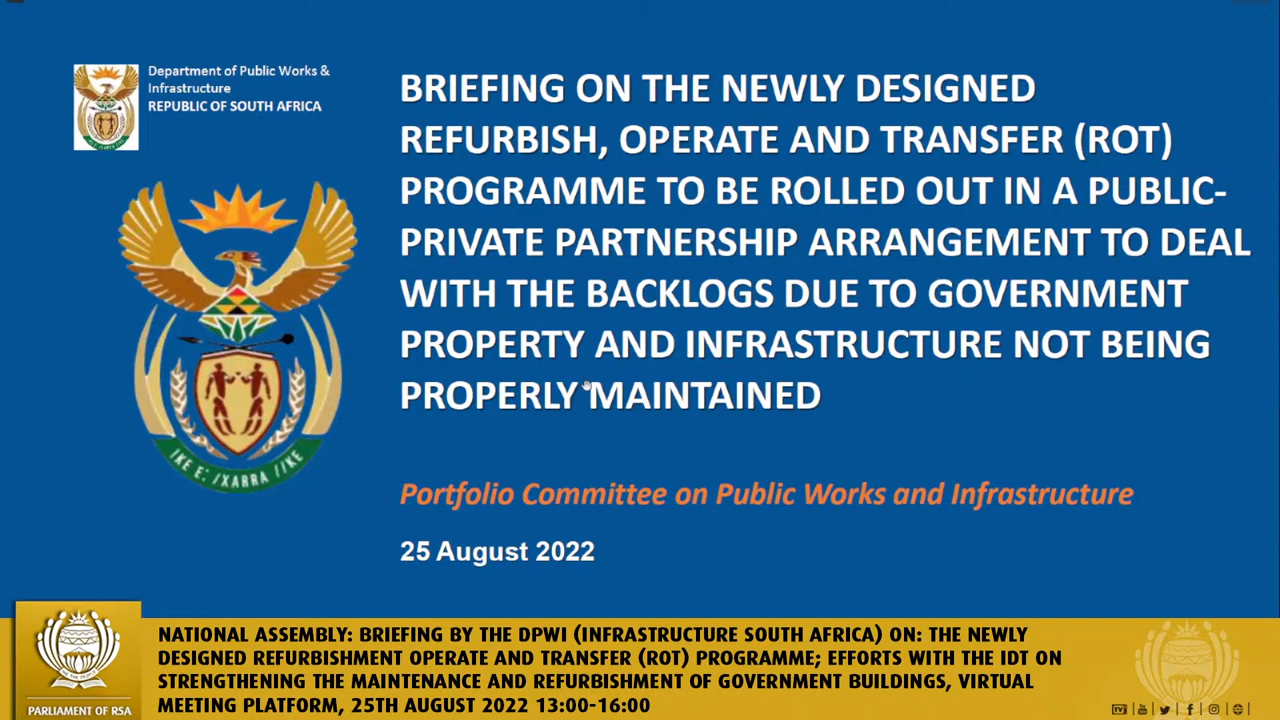 Department of Public Works &
Infrastructure
REPUBLIC OF SOUTH AFRICA
BRIEFING ON THE NEWLY DESIGNED
REFURBISH, OPERATE AND TRANSFER (ROT)
PROGRAMME TO BE ROLLED OUT IN A PUBLIC-
PRIVATE PARTNERSHIP ARRANGEMENT TO DEAL
WITH THE BACKLOGS DUE TO GOVERNMENT
PROPERTY AND INFRASTRUCTURE NOT BEING
PROPERLY MAINTAINED
!KE E: /XARRA //KE
Portfolio Committee on Public Works and Infrastructure
25 August 2022
NATIONAL ASSEMBLY: BRIEFING BY THE DPWI (INFRASTRUCTURE SOUTH AFRICA) ON: THE NEWLY
DESIGNED REFURBISHMENT OPERATE AND TRANSFER (ROT) PROGRAMME; EFFORTS WITH THE IDT ON
STRENGTHENING THE MAINTENANCE AND REFURBISHMENT OF GOVERNMENT BUILDINGS, VIRTUAL
MEETING PLATFORM, 25TH AUGUST 2022 13:00-16:00
PARLIAMENT OF RSA